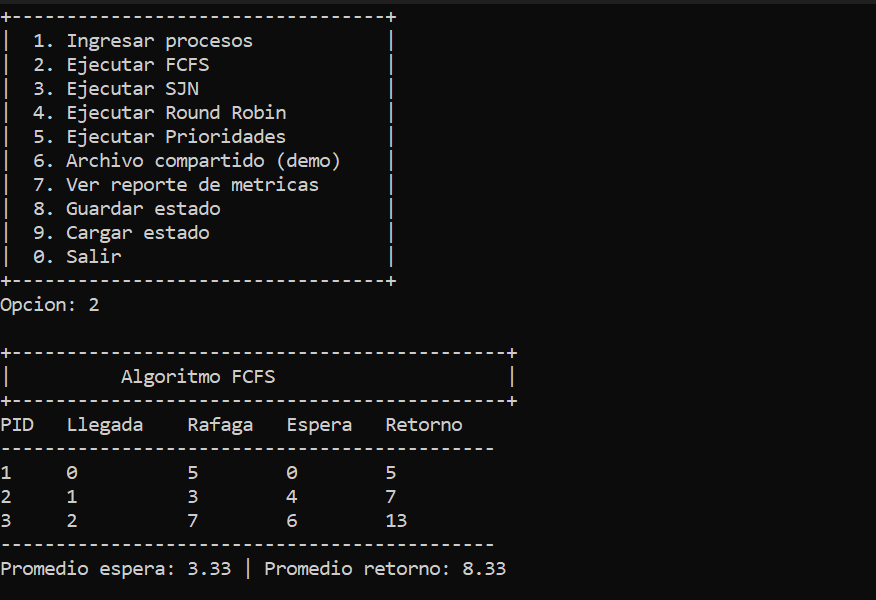 +----------------------------------+
|  1. Ingresar procesos            |
|  2. Ejecutar FCFS                |
|  3. Ejecutar SJN                 |
|  4. Ejecutar Round Robin         |
|  5. Ejecutar Prioridades         |
|  6. Archivo compartido (demo)    |
|  7. Ver reporte de metricas      |
|  8. Guardar estado               |
|  9. Cargar estado                |
|  0. Salir                        |
+----------------------------------+
Opcion: 2

+---------------------------------------------+
|          Algoritmo FCFS                     |
+---------------------------------------------+
PID   Llegada    Rafaga   Espera   Retorno
---------------------------------------------
1     0          5        0        5
2     1          3        4        7
3     2          7        6        13
---------------------------------------------
Promedio espera: 3.33 | Promedio retorno: 8.33